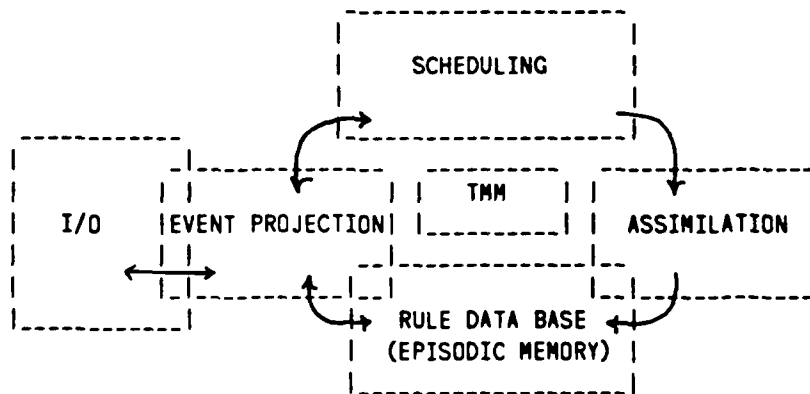 SCHEDULING
I/O
EVENT PROJECTION
TMM
ASSIMILATION
RULE DATA BASE
(EPISODIC MEMORY)